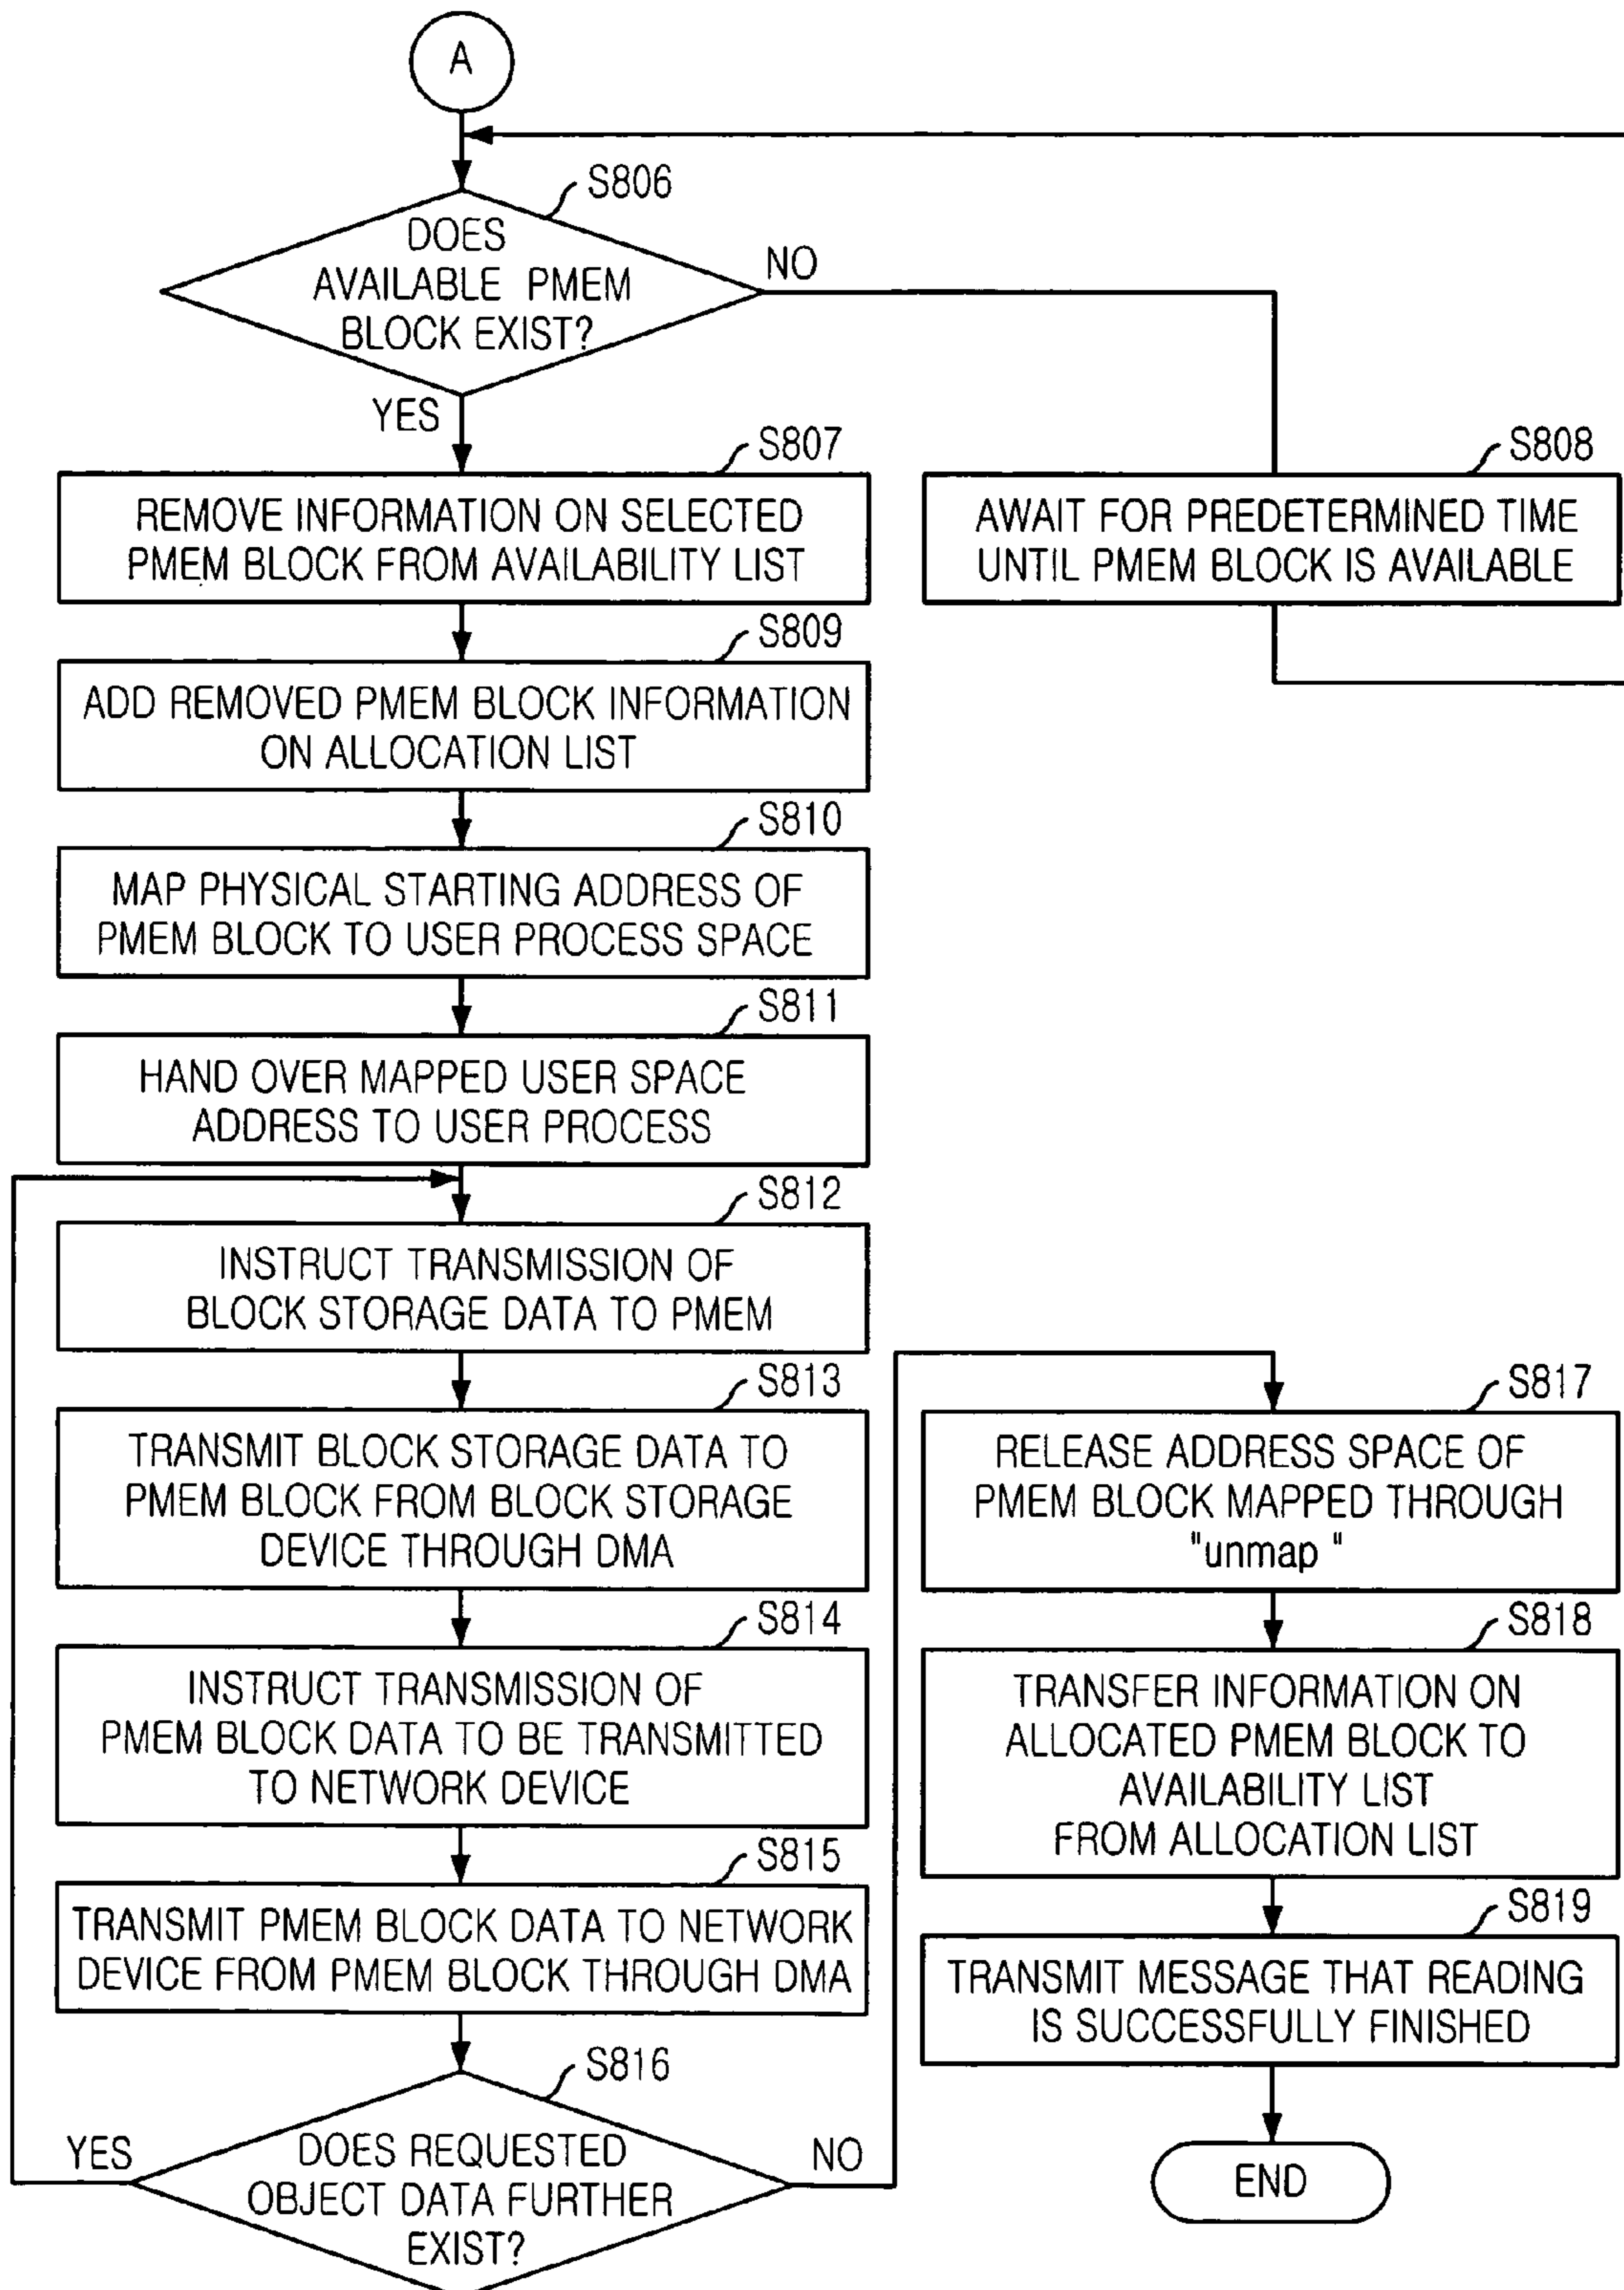 A
S806
DOES
AVAILABLE PMEM
BLOCK EXIST?
NO
YES
S807
REMOVE INFORMATION ON SELECTED
PMEM BLOCK FROM AVAILABILITY LIST
S808
AWAIT FOR PREDETERMINED TIME
UNTIL PMEM BLOCK IS AVAILABLE
S809
ADD REMOVED PMEM BLOCK INFORMATION
ON ALLOCATION LIST
S810
MAP PHYSICAL STARTING ADDRESS OF
PMEM BLOCK TO USER PROCESS SPACE
S811
HAND OVER MAPPED USER SPACE
ADDRESS TO USER PROCESS
S812
INSTRUCT TRANSMISSION OF
BLOCK STORAGE DATA TO PMEM
S813
TRANSMIT BLOCK STORAGE DATA TO
PMEM BLOCK FROM BLOCK STORAGE
DEVICE THROUGH DMA
S814
INSTRUCT TRANSMISSION OF
PMEM BLOCK DATA TO BE TRANSMITTED
TO NETWORK DEVICE
S815
TRANSMIT PMEM BLOCK DATA TO NETWORK
DEVICE FROM PMEM BLOCK THROUGH DMA
S816
YES
DOES REQUESTED
OBJECT DATA FURTHER
EXIST?
NO
S817
RELEASE ADDRESS SPACE OF
PMEM BLOCK MAPPED THROUGH
"unmap "
S818
TRANSFER INFORMATION ON
ALLOCATED PMEM BLOCK TO
AVAILABILITY LIST
FROM ALLOCATION LIST
S819
TRANSMIT MESSAGE THAT READING
IS SUCCESSFULLY FINISHED
END